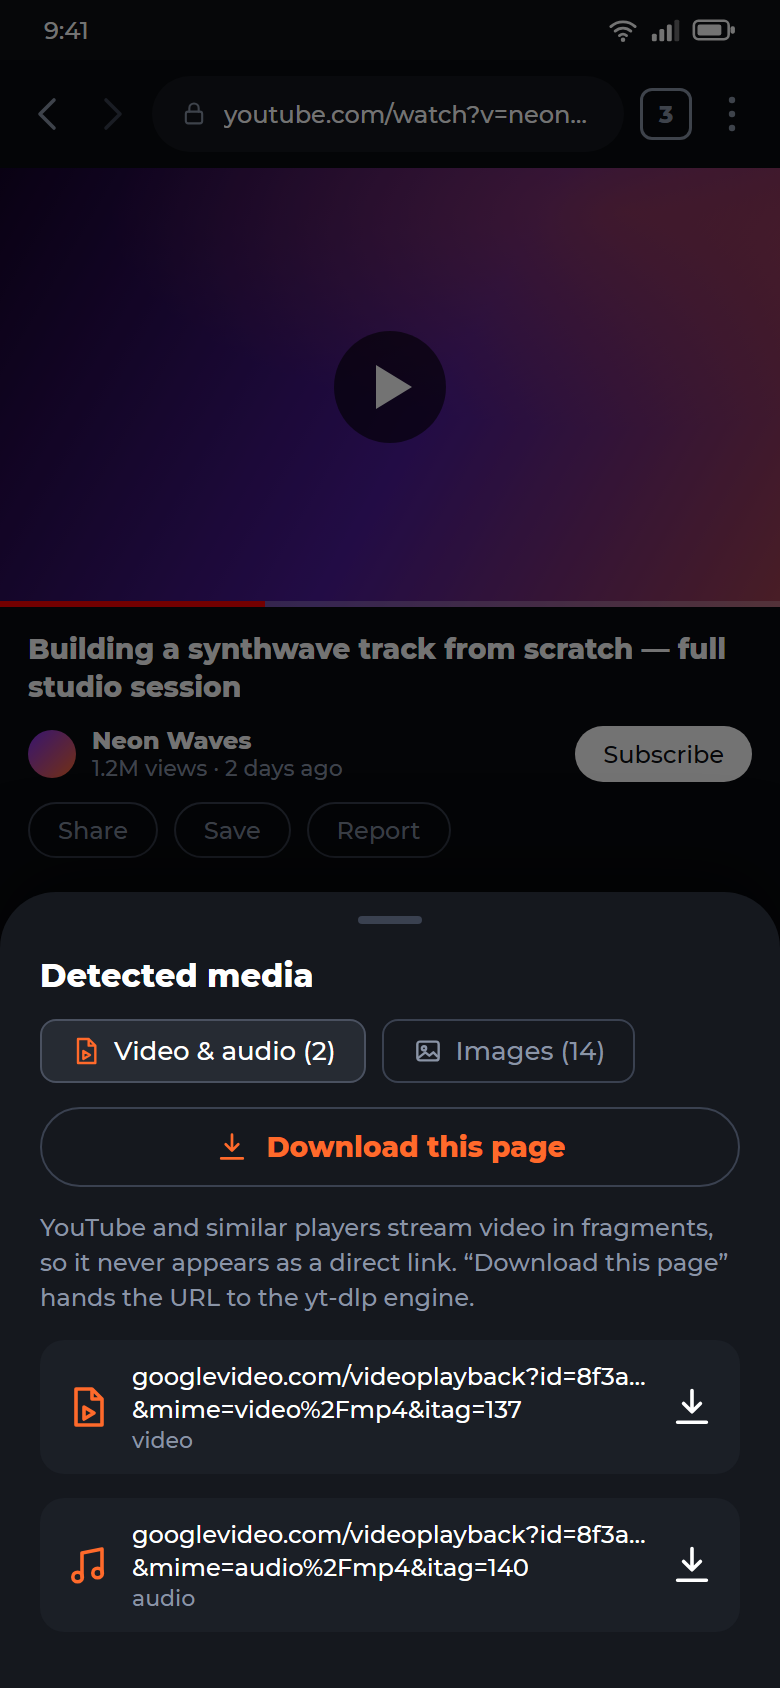 9:41
youtube.com/watch?v=neon...
3
Building a synthwave track from scratch — full
studio session
Neon Waves
1.2M views · 2 days ago
Subscribe
Share
Save
Report
Detected media
Video & audio (2)
Images (14)
Download this page
YouTube and similar players stream video in fragments,
so it never appears as a direct link. “Download this page”
hands the URL to the yt-dlp engine.
googlevideo.com/videoplayback?id=8f3a...
&mime=video%2Fmp4&itag=137
video
googlevideo.com/videoplayback?id=8f3a...
&mime=audio%2Fmp4&itag=140
audio